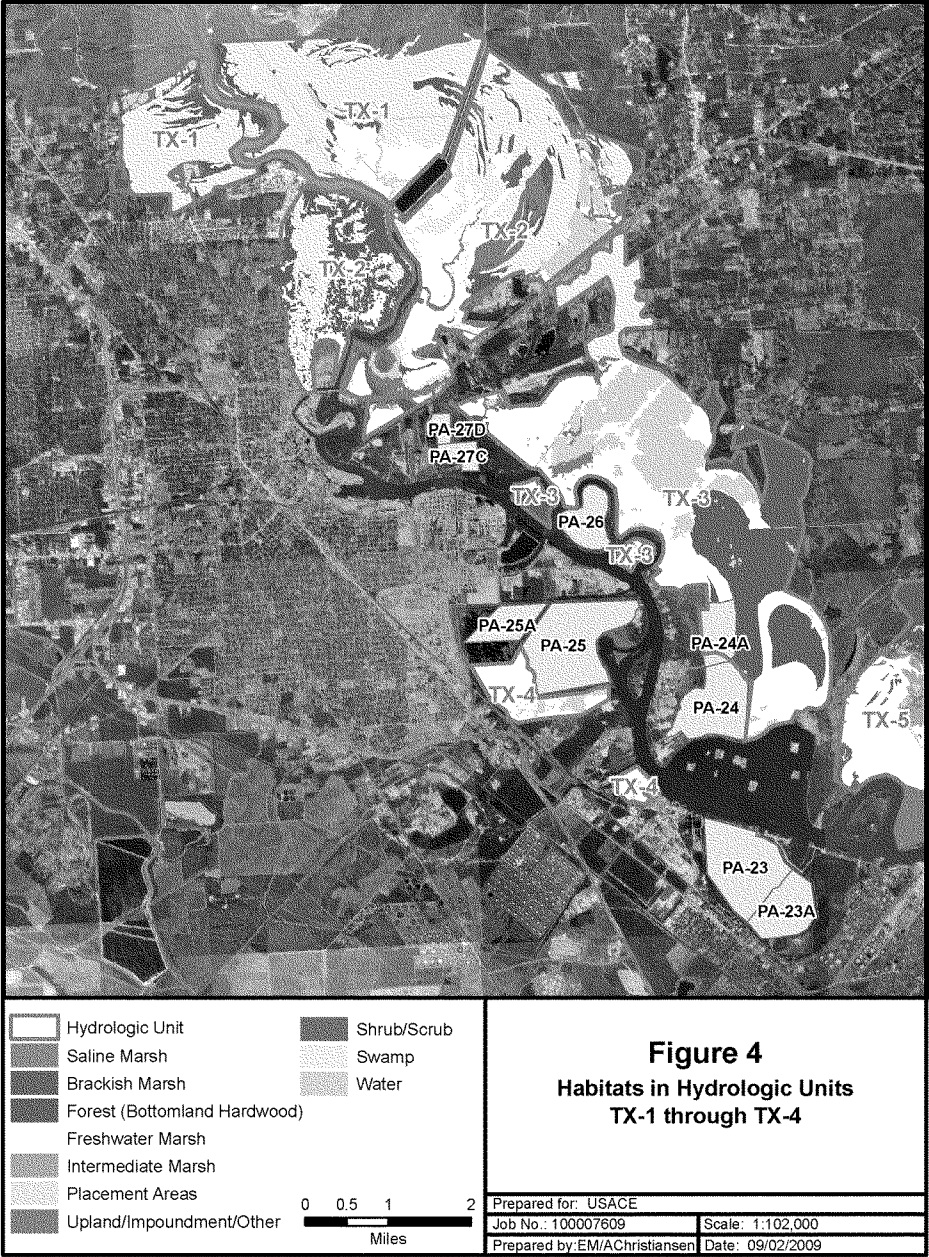 TX-1
TX-1
TX-2
TX-2
PA-27D
PA-27C
TX-3
TX-3
PA-26
TX-3
PA-25A
PA-25
PA-24A
TX-4
PA-24
TX-5
TX-4
PA-23
PA-23A
Hydrologic Unit
Saline Marsh
Brackish Marsh
Forest (Bottomland Hardwood)
Freshwater Marsh
Intermediate Marsh
Placement Areas
Upland/Impoundment/Other
Shrub/Scrub
Swamp
Water
0 0.5 1 2
Miles
Figure 4
Habitats in Hydrologic Units
TX-1 through TX-4
Prepared for: USACE
Job No.: 100007609
Scale: 1:102,000
Prepared by:EM/AChristiansen
Date: 09/02/2009